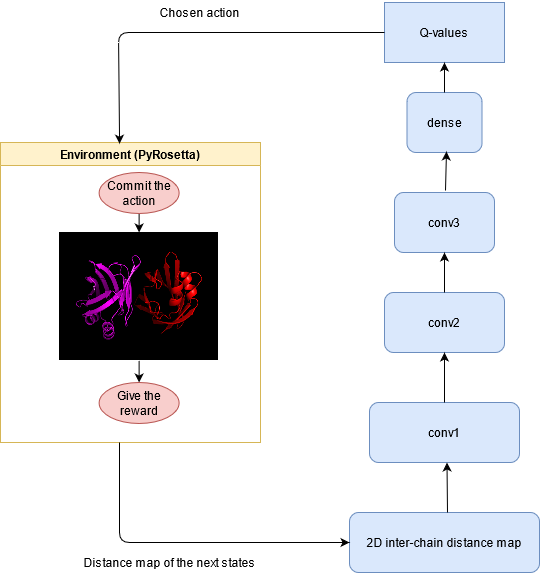 Chosen action
Q-values
dense
Environment (PyRosetta)
Commit the
action
conv3
conv2
Give the
reward
conv1
2D inter-chain distance map
Distance map of the next states